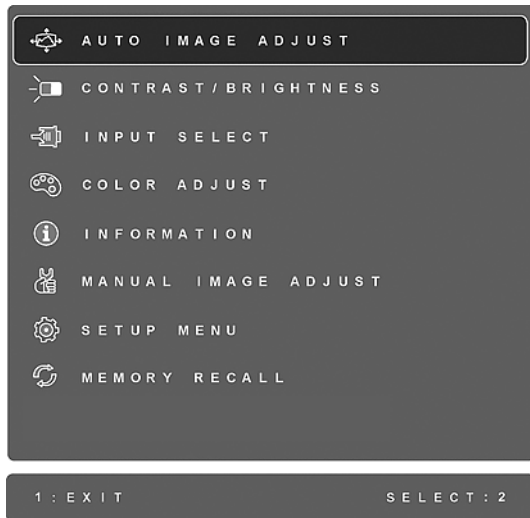 AUTO IMAGE ADJUST
CONTRAST/BRIGHTNESS
INPUT SELECT
COLOR ADJUST
INFORMATION
MANUAL IMAGE ADJUST
SETUP MENU
MEMORY RECALL
1:EXIT SELECT:2